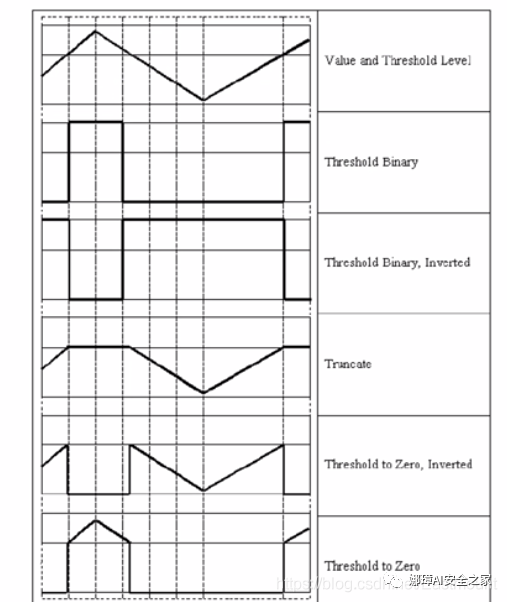 Value and Threshold Level
Threshold Binary
Threshold Binary, Inverted
Truncate
Threshold to Zero, Inverted
Threshold to Zero
娜璋AI安全之家
https://blog.csdn